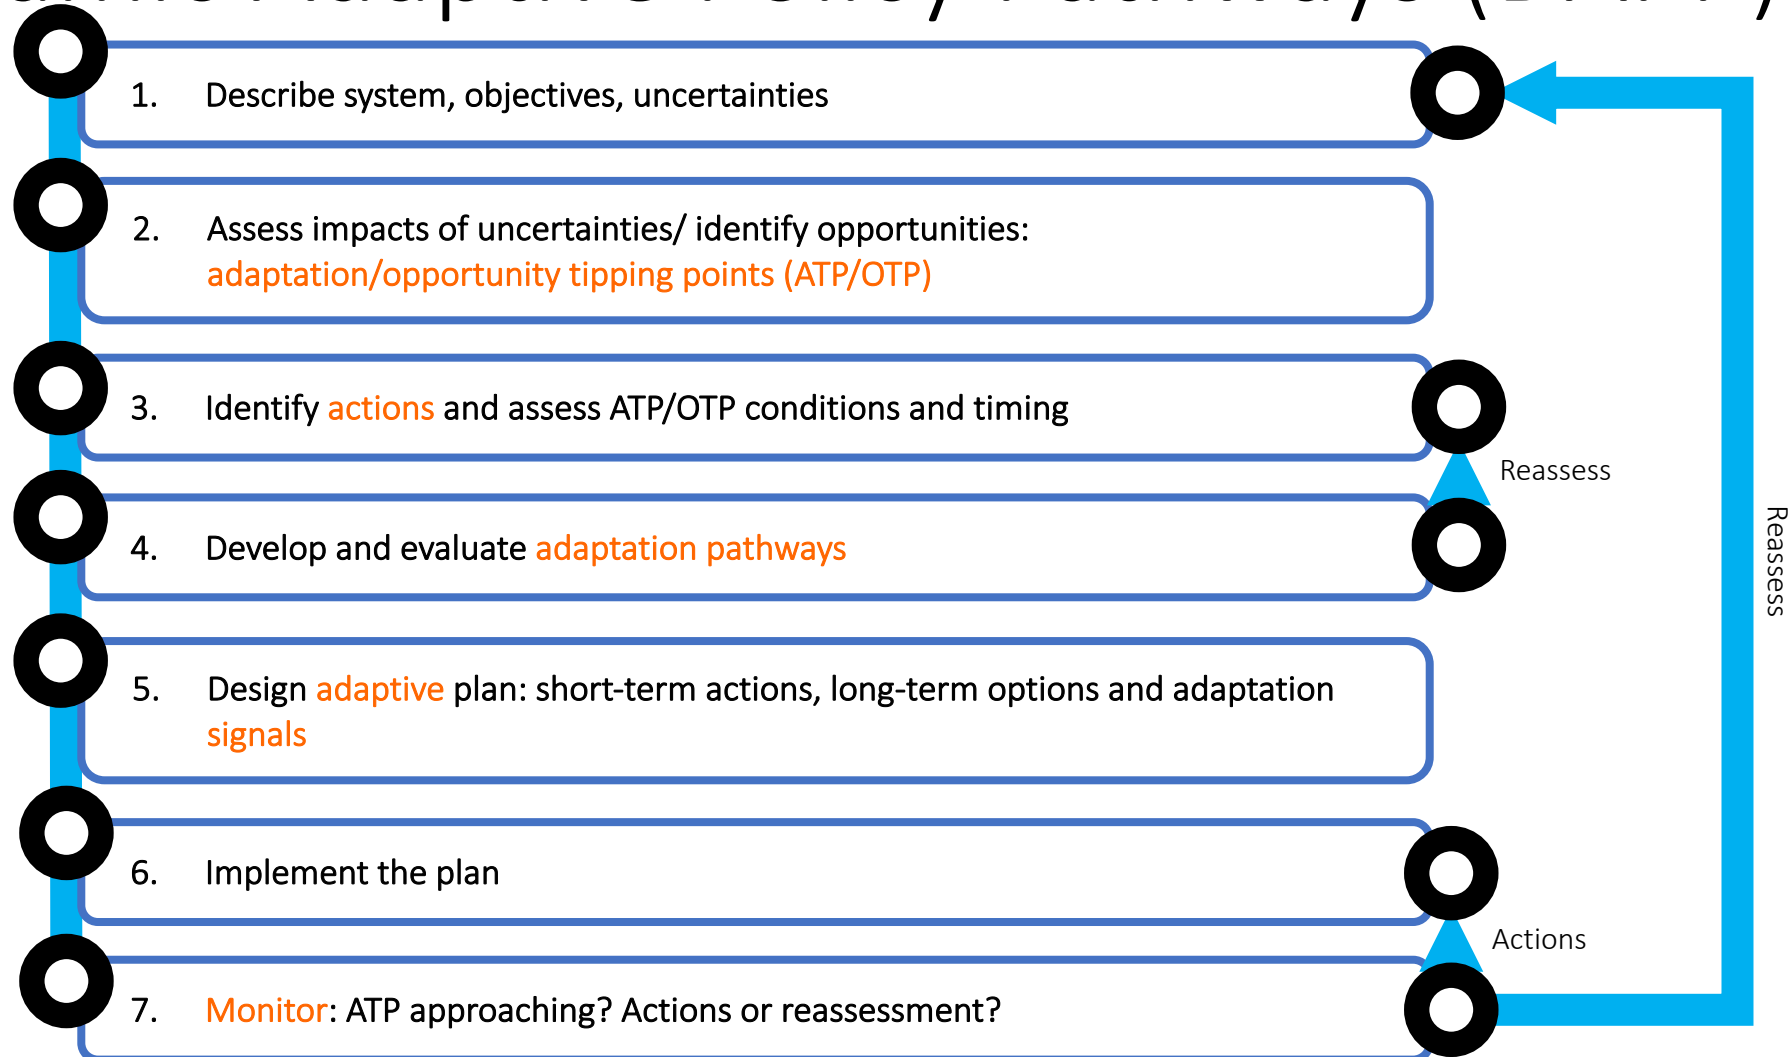 Adaptive Policy Pathways
1. Describe system, objectives, uncertainties
2. Assess impacts of uncertainties/ identify opportunities:
adaptation/opportunity tipping points (ATP/OTP)
3. Identify actions and assess ATP/OTP conditions and timing
Reassess
4. Develop and evaluate adaptation pathways
Reassess
5. Design adaptive plan: short-term actions, long-term options and adaptation
signals
6. Implement the plan
Actions
7. Monitor: ATP approaching? Actions or reassessment?